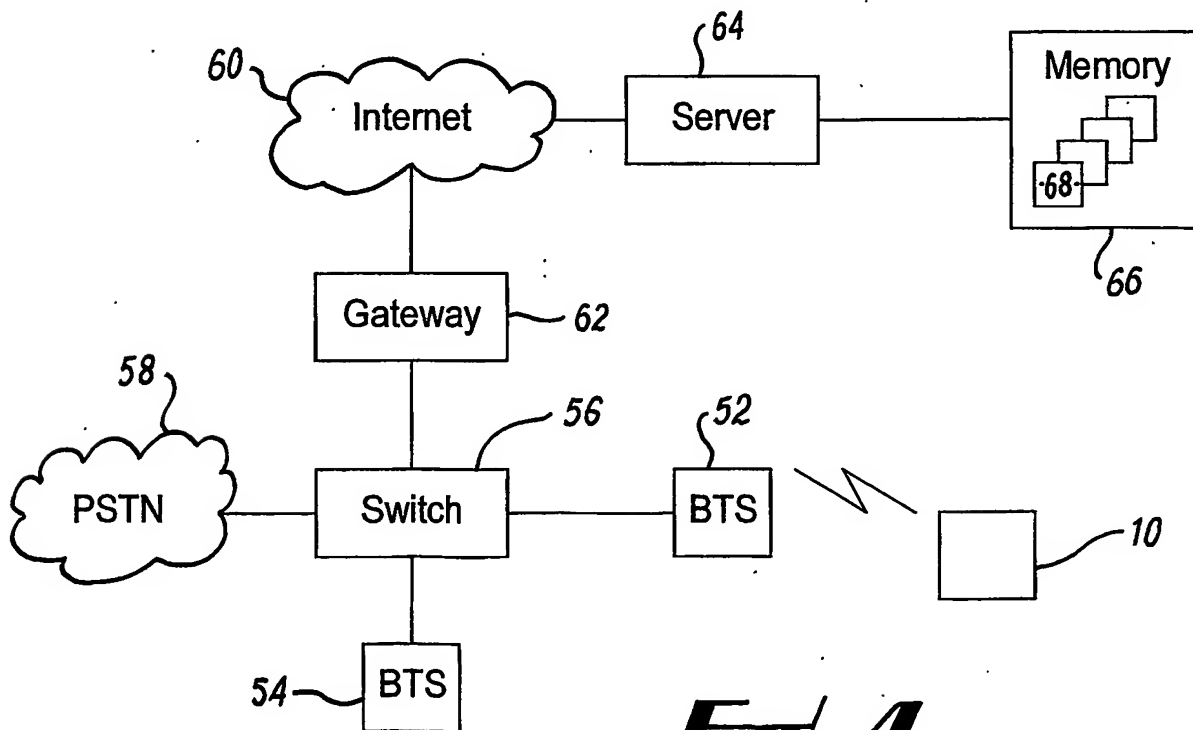 64
60
Internet
Server
Memory
68
66
Gateway
62
58
56
52
PSTN
Switch
BTS
10
54
BTS